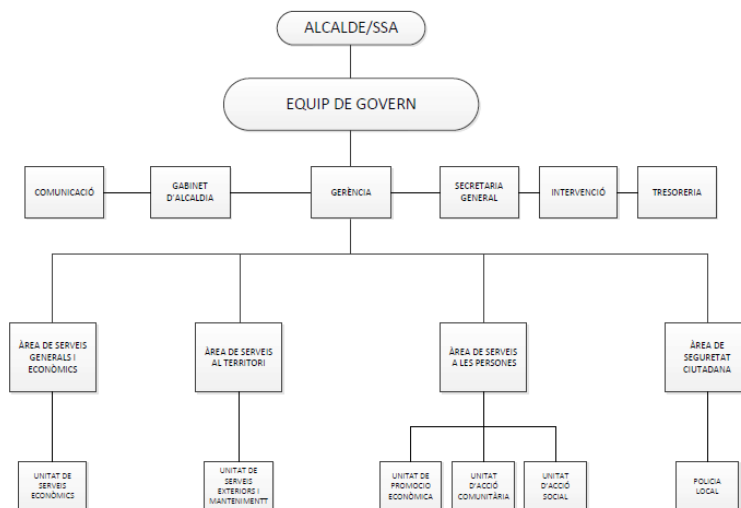 ALCALDE/SSA
EQUIP DE GOVERN
COMUNICACIÓ
GABINET
D'ALCALDIA
GERÈNCIA
SECRETARIA
GENERAL
INTERVENCIÓ
TRESORERIA
ÀREA DE SERVEIS
GENERALS I
ECONÒMICS
ÀREA DE SERVEIS
AL TERRITORI
ÀREA DE SERVEIS
A LES PERSONES
ÀREA DE
SEGURETAT
CIUTADANA
UNITAT DE
SERVEIS
ECONÒMICS
UNITAT DE
SERVEIS
EXTERIORS I
MANTENIMENTT
UNITAT DE
PROMOCIO
ECONÒMICA
UNITAT
D'ACCIÓ
COMUNITÀRIA
UNITAT
D'ACCIÓ
SOCIAL
POLICIA
LOCAL